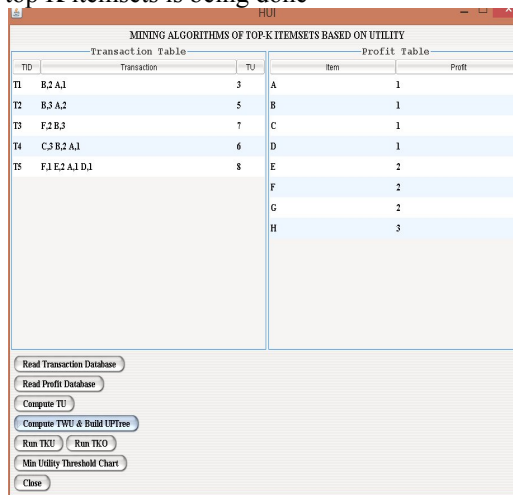 top K itemsets is being done
HUI
MINING ALGORITHMS OF TOP-K ITEMSETS BASED ON UTILITY
Transaction Table
TID Transaction TU
T1 B,2 A,1 3
T2 B,3 A,2 5
T3 F,2 B,3 7
T4 C,3 B,2 A,1 6
T5 F,1 E,2 A,1 D,1 8
Profit Table
Item Profit
A 1
B 1
C 1
D 1
E 2
F 2
G 2
H 3
Read Transaction Database
Read Profit Database
Compute TU
Compute TWU & Build UPTree
Run TKU Run TKO
Min Utility Threshold Chart
Close